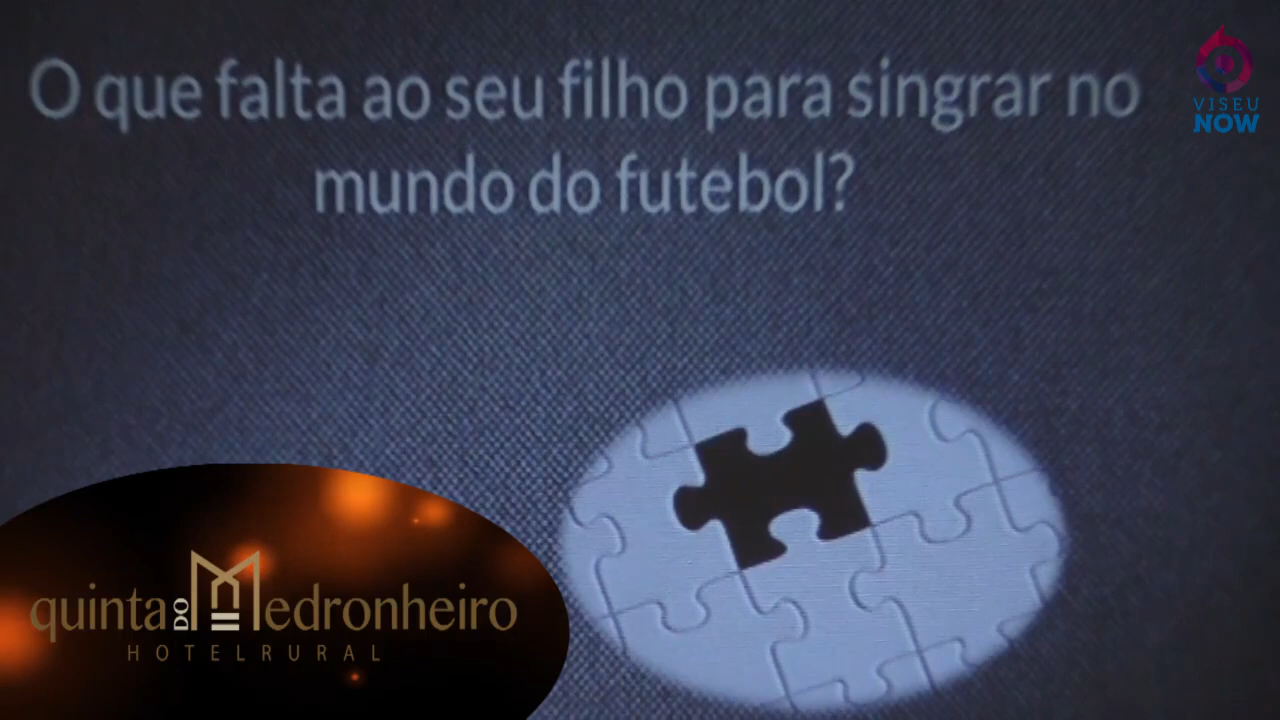 O que falta ao seu filho para singrar no
mundo do futebol?
VISEU
NOW
quinta DO Medronheiro
HOTELRURAL